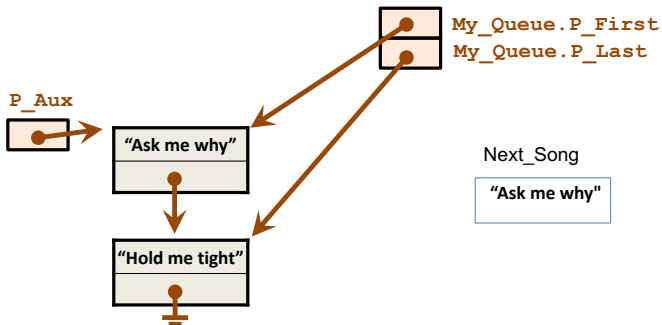 My_Queue.P_First
My_Queue.P_Last
P_Aux
“Ask me why”
Next_Song
“Ask me why"
“Hold me tight”